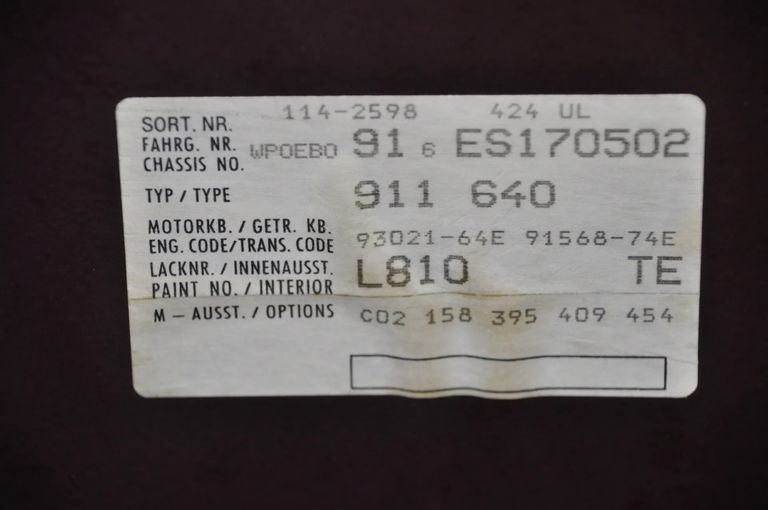 114-2598 424 UL
SORT. NR.
FAHRG. NR. WPOEBO 91 6 ES170502
CHASSIS NO.
TYP / TYPE 911 640
MOTORKB. / GETR. KB.
ENG. CODE/TRANS. CODE 93021-64E 91568-74E
LACKNR. / INNENAUSST. L810 TE
PAINT NO. / INTERIOR
M – AUSST. / OPTIONS C02 158 395 409 454